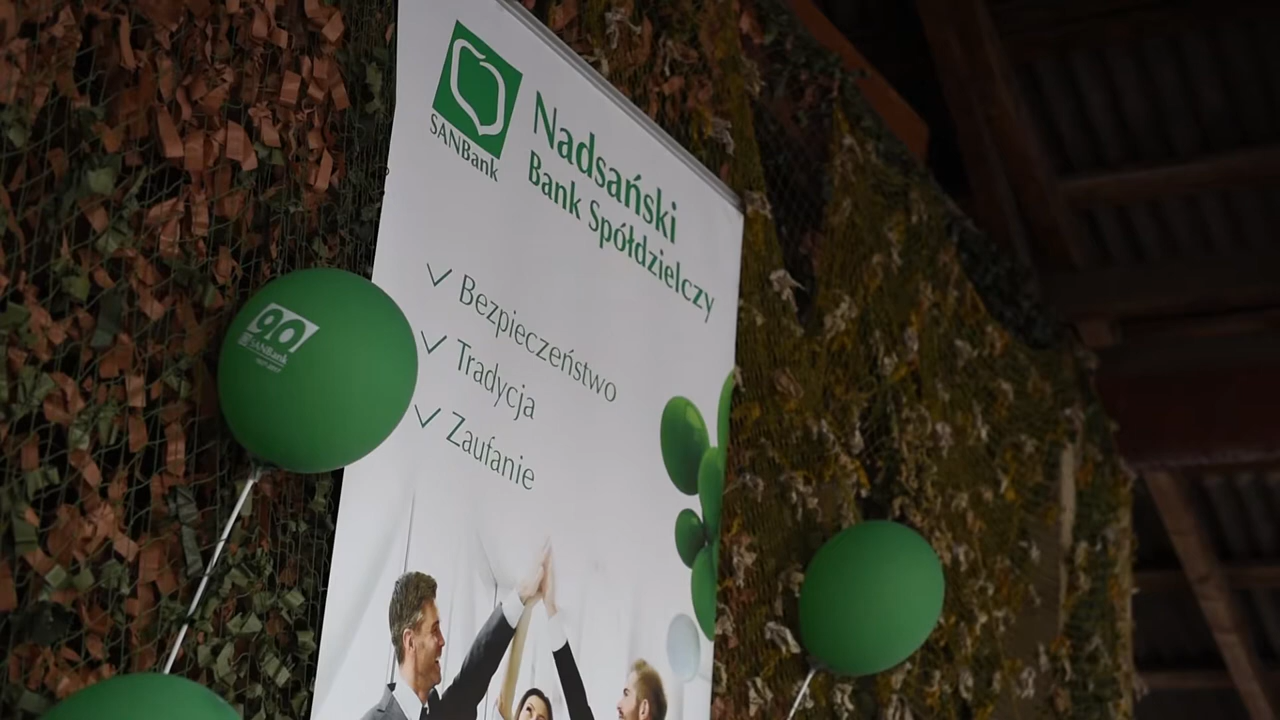 SANBank
Nadsański
Bank Spółdzielczy
Bezpieczeństwo
Tradycja
Zaufanie
90
SANBank